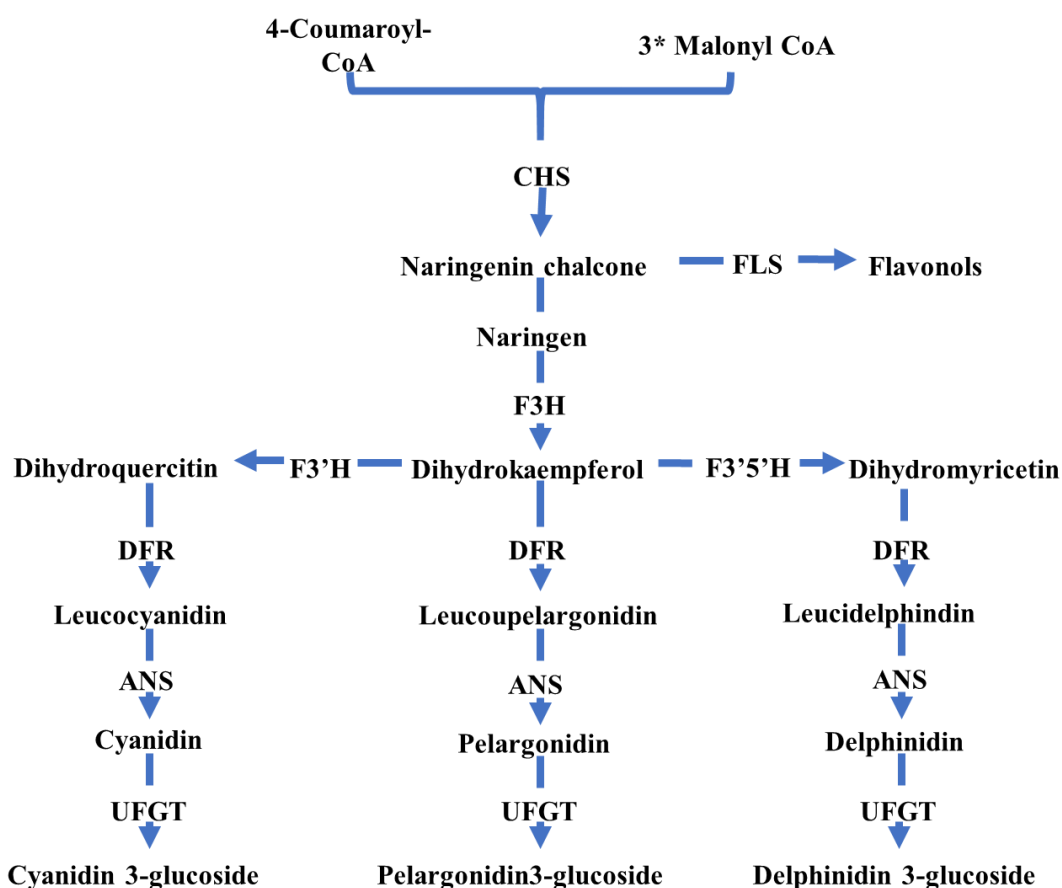 4-Coumaroyl-
CoA
3* Malonyl CoA
CHS
Naringenin chalcone
FLS
Flavonols
Naringen
F3H
Dihydroquercitin
F3’H
Dihydrokaempferol
F3’5’H
Dihydromyricetin
DFR
DFR
DFR
Leucocyanidin
Leucoupelargonidin
Leucidelphindin
ANS
ANS
ANS
Cyanidin
Pelargonidin
Delphinidin
UFGT
UFGT
UFGT
Cyanidin 3-glucoside
Pelargonidin3-glucoside
Delphinidin 3-glucoside